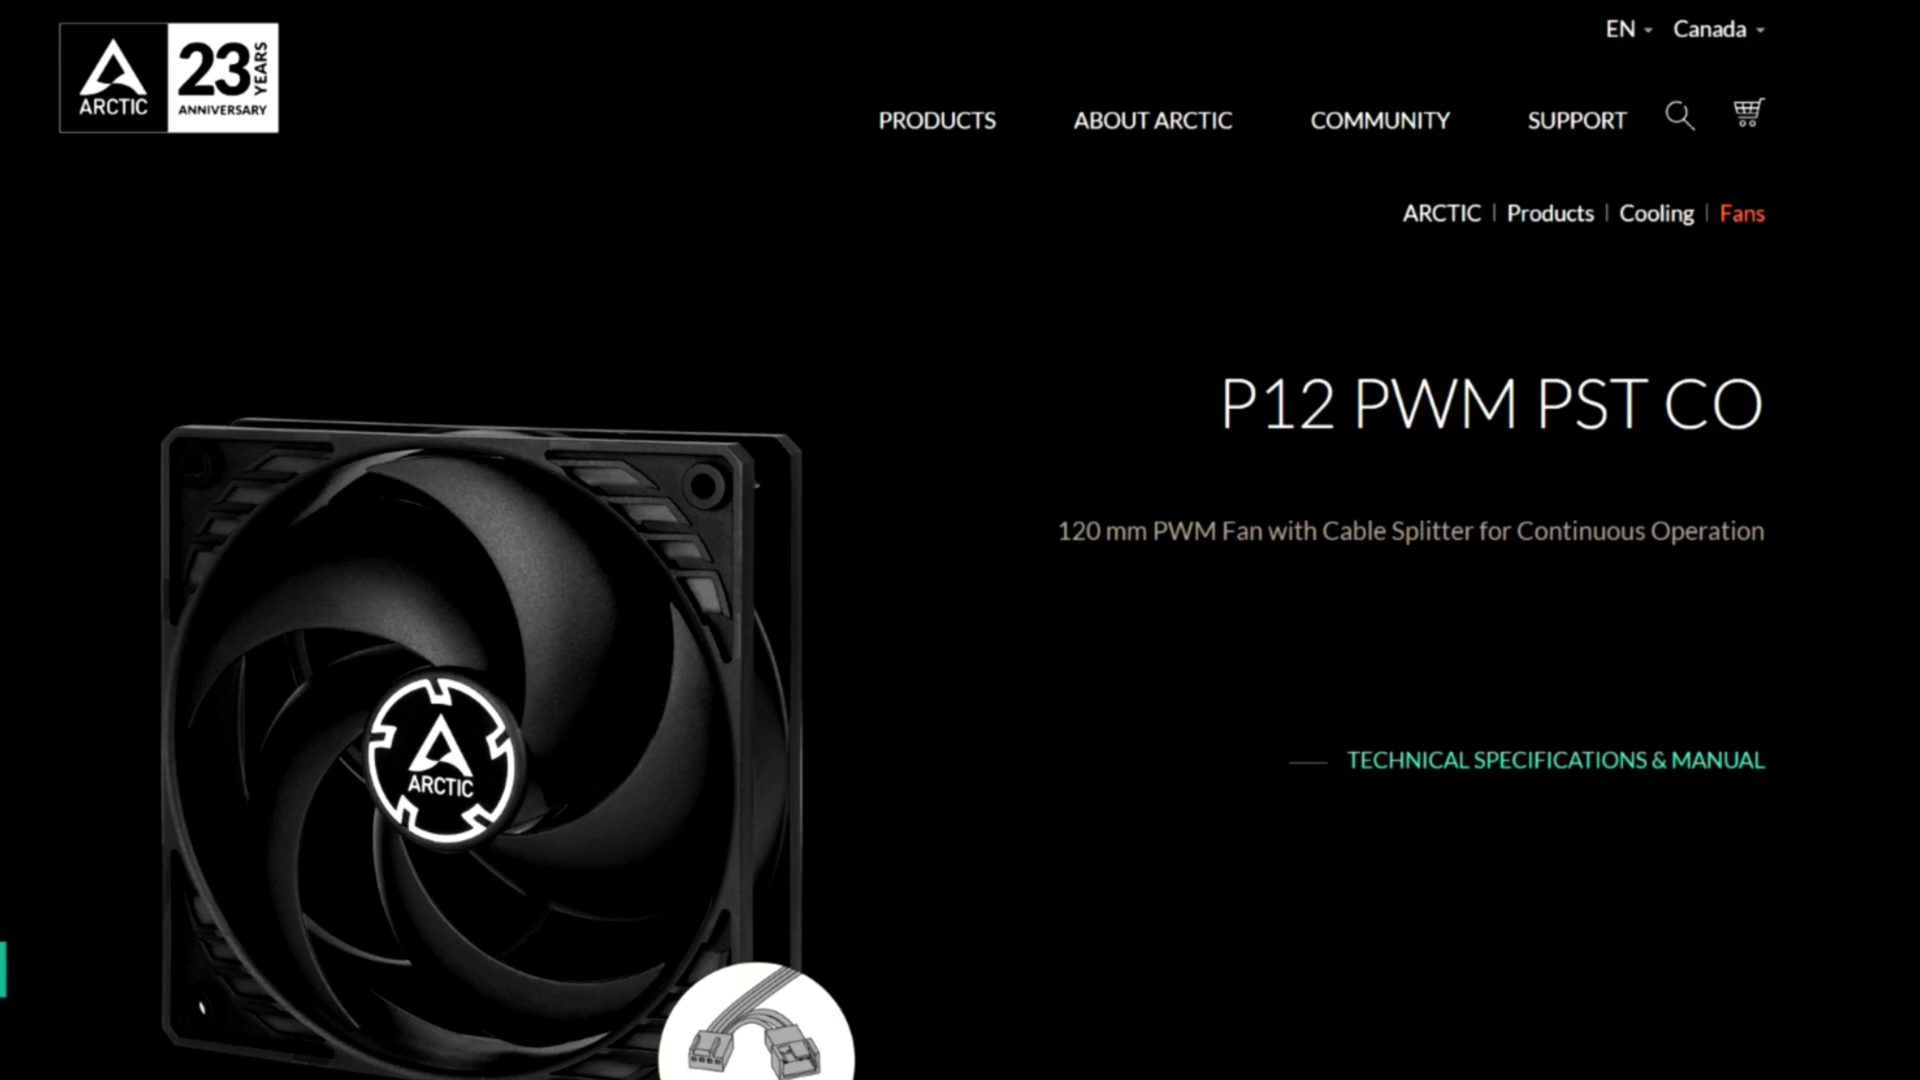 EN Canada
ARCTIC
23 YEARS
ANNIVERSARY
PRODUCTS ABOUT ARCTIC COMMUNITY SUPPORT
ARCTIC | Products | Cooling | Fans
P12 PWM PST CO
120 mm PWM Fan with Cable Splitter for Continuous Operation
TECHNICAL SPECIFICATIONS & MANUAL
ARCTIC